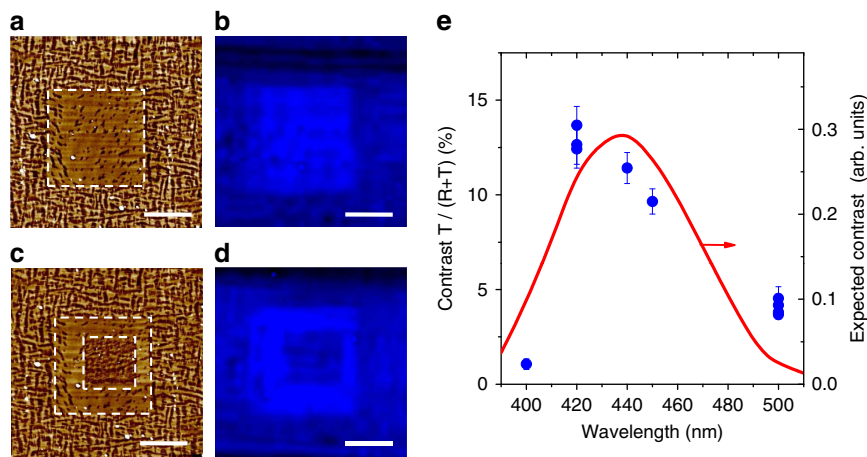 a
b
c
d
e
Contrast T / (R+T) (%)
15
10
5
0
400
420
440
460
480
500
Wavelength (nm)
0.3
0.2
0.1
0.0
Expected contrast (arb. units)